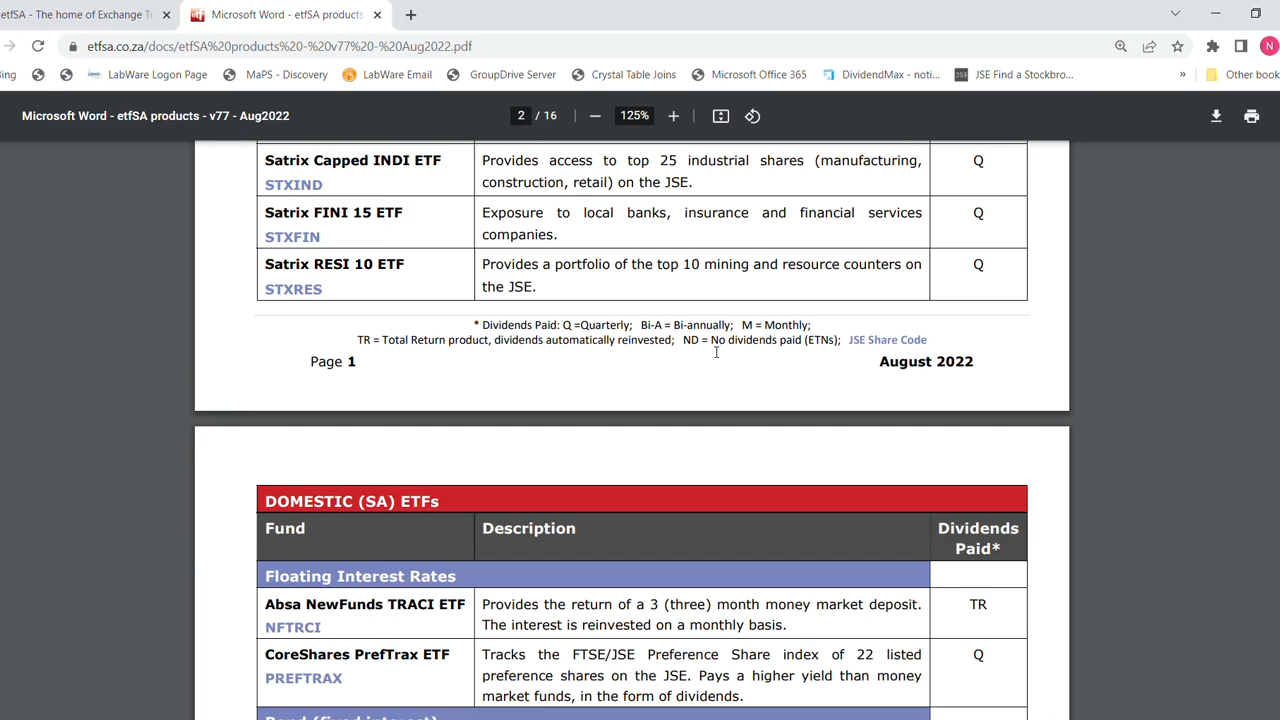 etfSA - The home of Exchange Tr
Microsoft Word - etfSA products
etfsa.co.za/docs/etfSA%20products%20-%20v77%20-%20Aug2022.pdf
N
ing
LabWare Logon Page
MaPS - Discovery
LabWare Email
GroupDrive Server
Crystal Table Joins
Microsoft Office 365
DividendMax - noti...
JSE Find a Stockbro...
»
Other book
Microsoft Word - etfSA products - v77 - Aug2022
2 / 16
125%
Satrix Capped INDI ETF
STXIND
Provides access to top 25 industrial shares (manufacturing,
construction, retail) on the JSE.
Q
Satrix FINI 15 ETF
STXFIN
Exposure to local banks, insurance and financial services
companies.
Q
Satrix RESI 10 ETF
STXRES
Provides a portfolio of the top 10 mining and resource counters on
the JSE.
Q
* Dividends Paid: Q =Quarterly; Bi-A = Bi-annually; M = Monthly;
TR = Total Return product, dividends automatically reinvested; ND = No dividends paid (ETNs); JSE Share Code
Page 1
August 2022
DOMESTIC (SA) ETFs
Fund
Description
Dividends
Paid*
Floating Interest Rates
Absa NewFunds TRACI ETF
NFTRCI
Provides the return of a 3 (three) month money market deposit.
The interest is reinvested on a monthly basis.
TR
CoreShares PrefTrax ETF
PREFTRAX
Tracks the FTSE/JSE Preference Share index of 22 listed
preference shares on the JSE. Pays a higher yield than money
market funds, in the form of dividends.
Q
Bond (fixed interest)